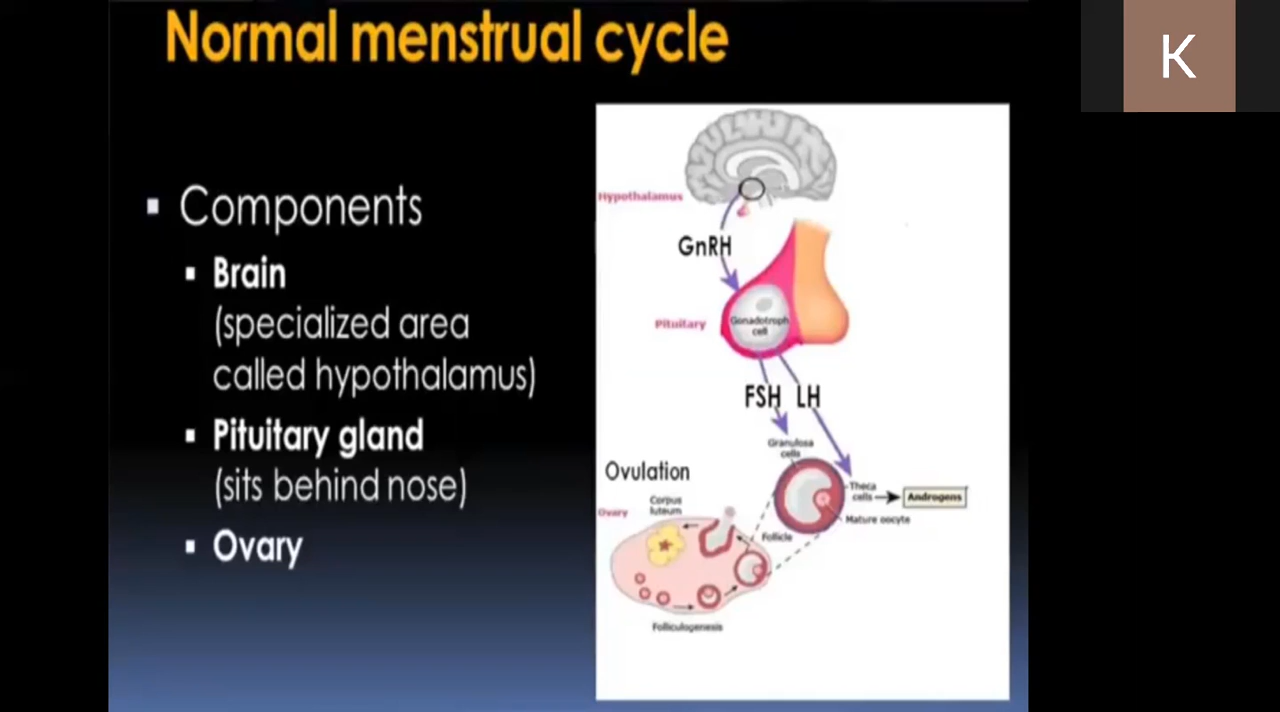 Normal menstrual cycle
K
▪ Components
▪ Brain
(specialized area
called hypothalamus)
▪ Pituitary gland
(sits behind nose)
▪ Ovary
Hypothalamus
GnRH
Pituitary
Gonadotroph
cell
FSH LH
Granulosa
cells
Ovulation
Theca
cells
Androgens
Corpus
luteum
Ovary
Mature oocyte
Follicle
Folliculogenesis